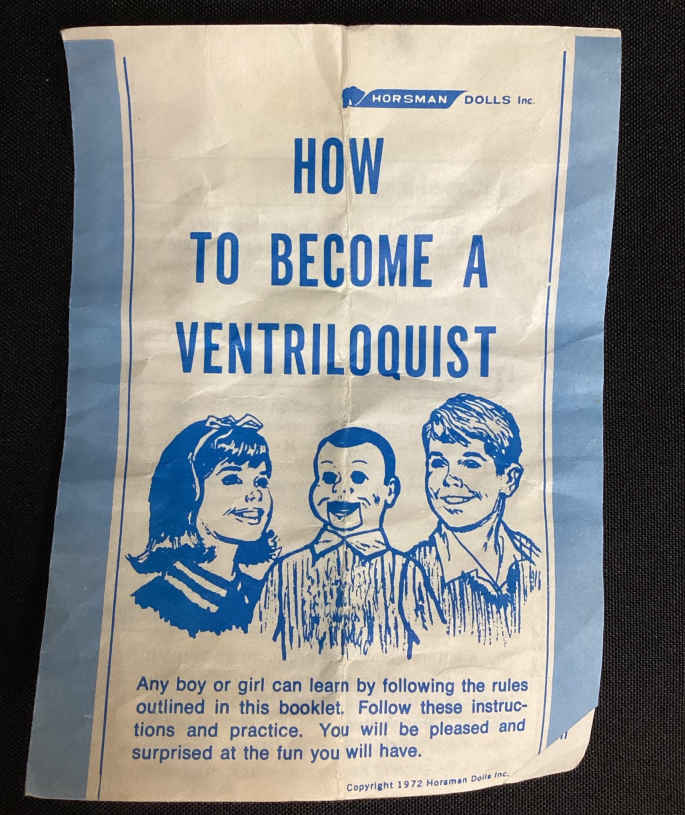 HORSMAN DOLLS Inc.
HOW
TO BECOME A
VENTRILOQUIST
Any boy or girl can learn by following the rules
outlined in this booklet. Follow these instruc-
tions and practice. You will be pleased and
surprised at the fun you will have.
Copyright 1972 Horsman Dolls Inc.